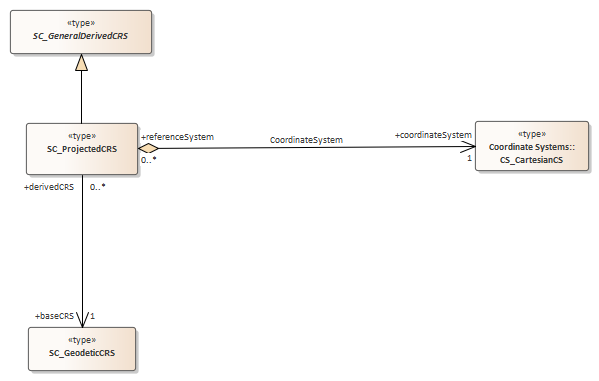 «type»
SC_GeneralDerivedCRS
«type»
SC_ProjectedCRS
+referenceSystem
0..*
CoordinateSystem
+coordinateSystem
1
«type»
Coordinate Systems::
CS_CartesianCS
+derivedCRS
0..*
+baseCRS
1
«type»
SC_GeodeticCRS